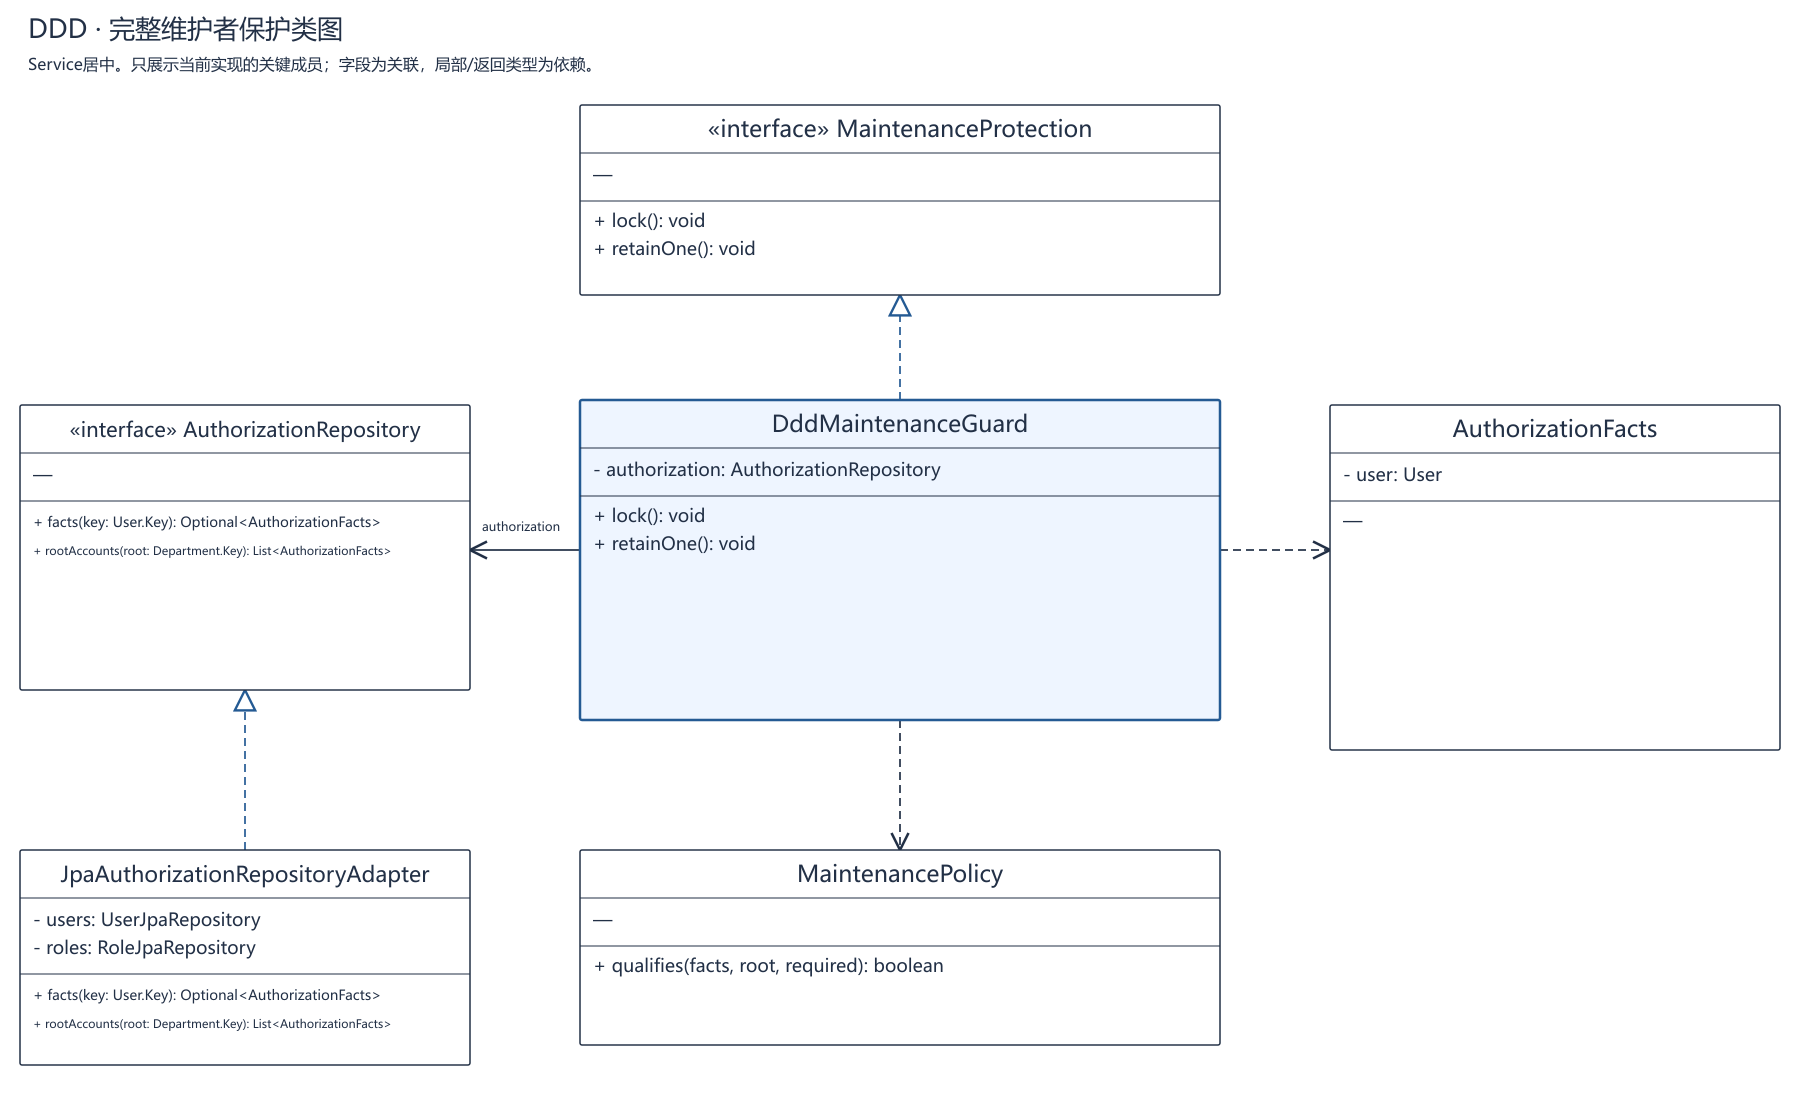 DDD · 完整维护者保护类图
Service居中。只展示当前实现的关键成员；字段为关联，局部/返回类型为依赖。
«interface» MaintenanceProtection
—
+ lock(): void
+ retainOne(): void
«interface» AuthorizationRepository
—
+ facts(key: User.Key): Optional<AuthorizationFacts>
+ rootAccounts(root: Department.Key): List<AuthorizationFacts>
authorization
DddMaintenanceGuard
- authorization: AuthorizationRepository
+ lock(): void
+ retainOne(): void
AuthorizationFacts
- user: User
—
JpaAuthorizationRepositoryAdapter
- users: UserJpaRepository
- roles: RoleJpaRepository
+ facts(key: User.Key): Optional<AuthorizationFacts>
+ rootAccounts(root: Department.Key): List<AuthorizationFacts>
MaintenancePolicy
—
+ qualifies(facts, root, required): boolean